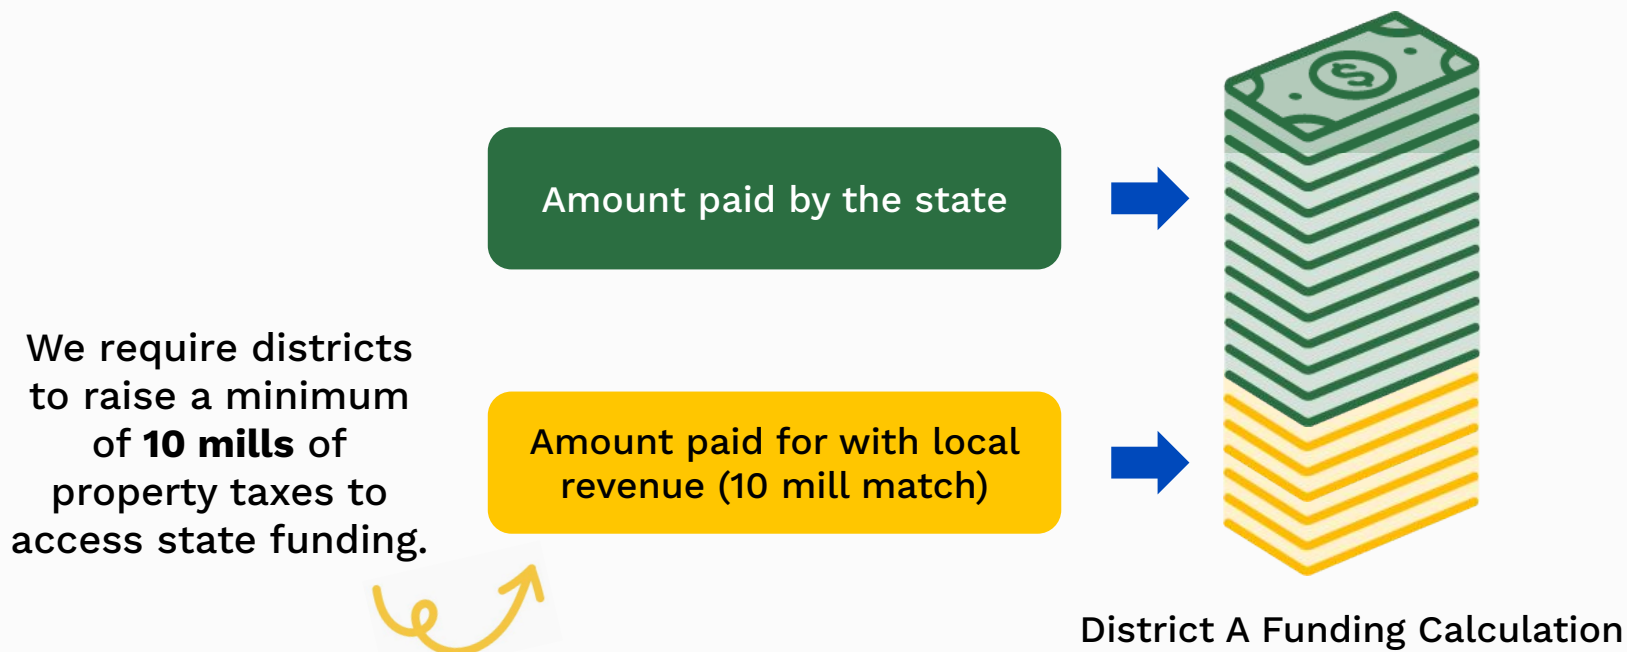 Amount paid by the state
We require districts
to raise a minimum
of 10 mills of
property taxes to
access state funding.
Amount paid for with local
revenue (10 mill match)
$
District A Funding Calculation